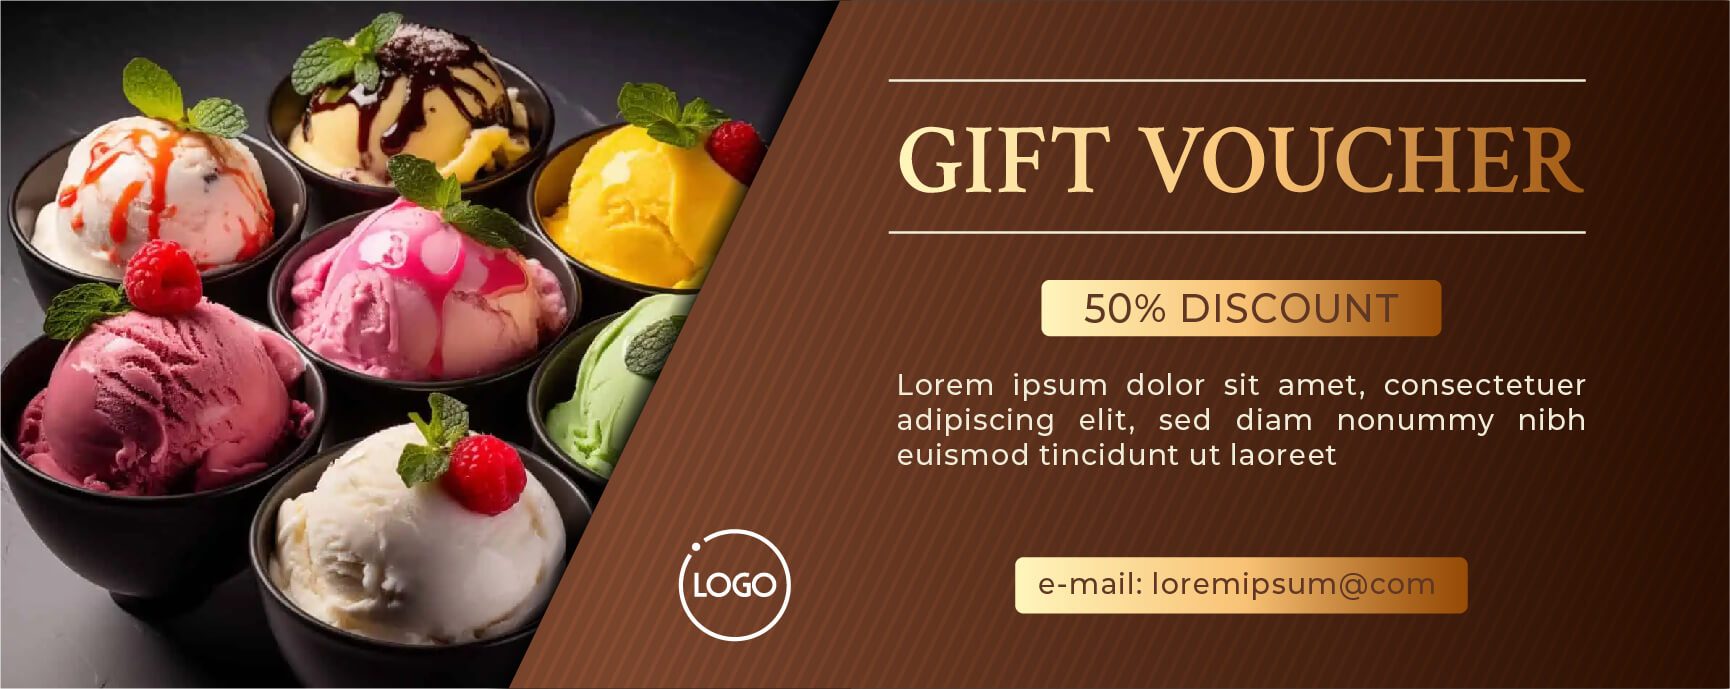 GIFT VOUCHER
50% DISCOUNT
Lorem ipsum dolor sit amet, consectetuer
adipiscing elit, sed diam nonummy nibh
euismod tincidunt ut laoreet
LOGO
e-mail: loremipsum@com